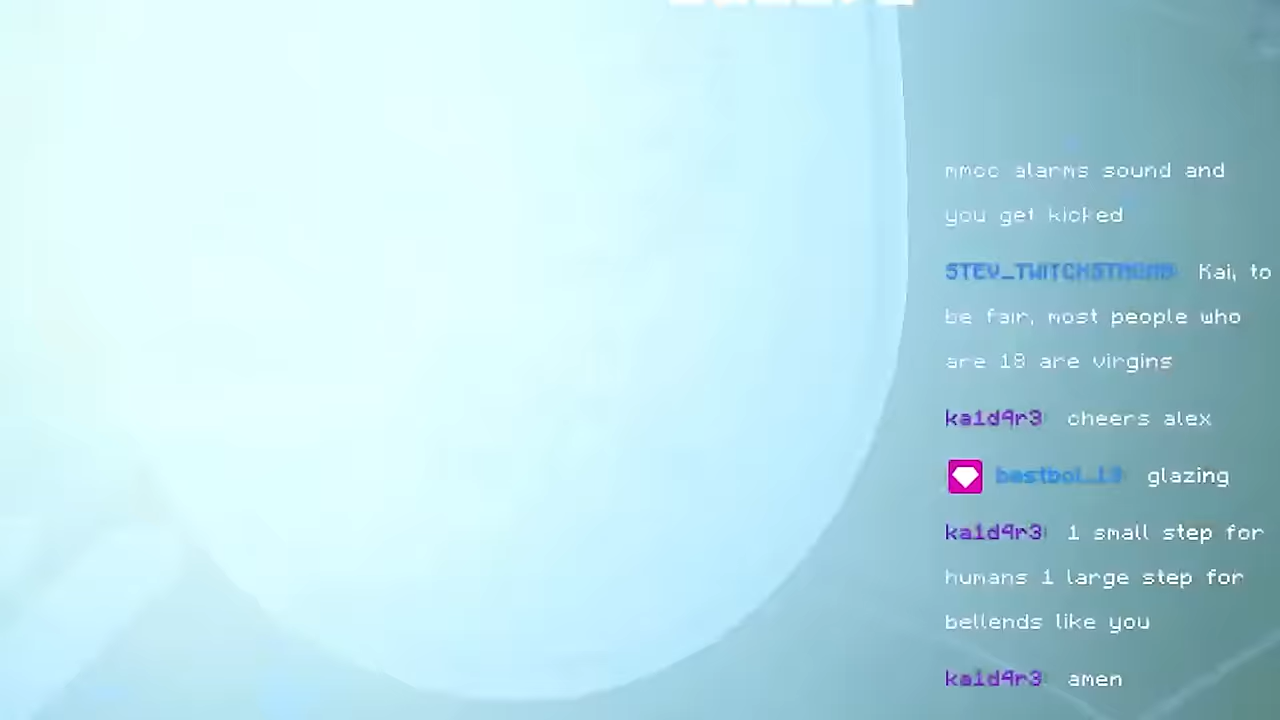 alarms sound and
you get kicked
STEV_TWITCHSTREAMS Kai, to
be fair, most people who
are 18 are virgins
ka1d4r3 cheers alex
glazing
ka1d4r3 1 small step for
humans 1 large step for
bellends like you
ka1d4r3 amen